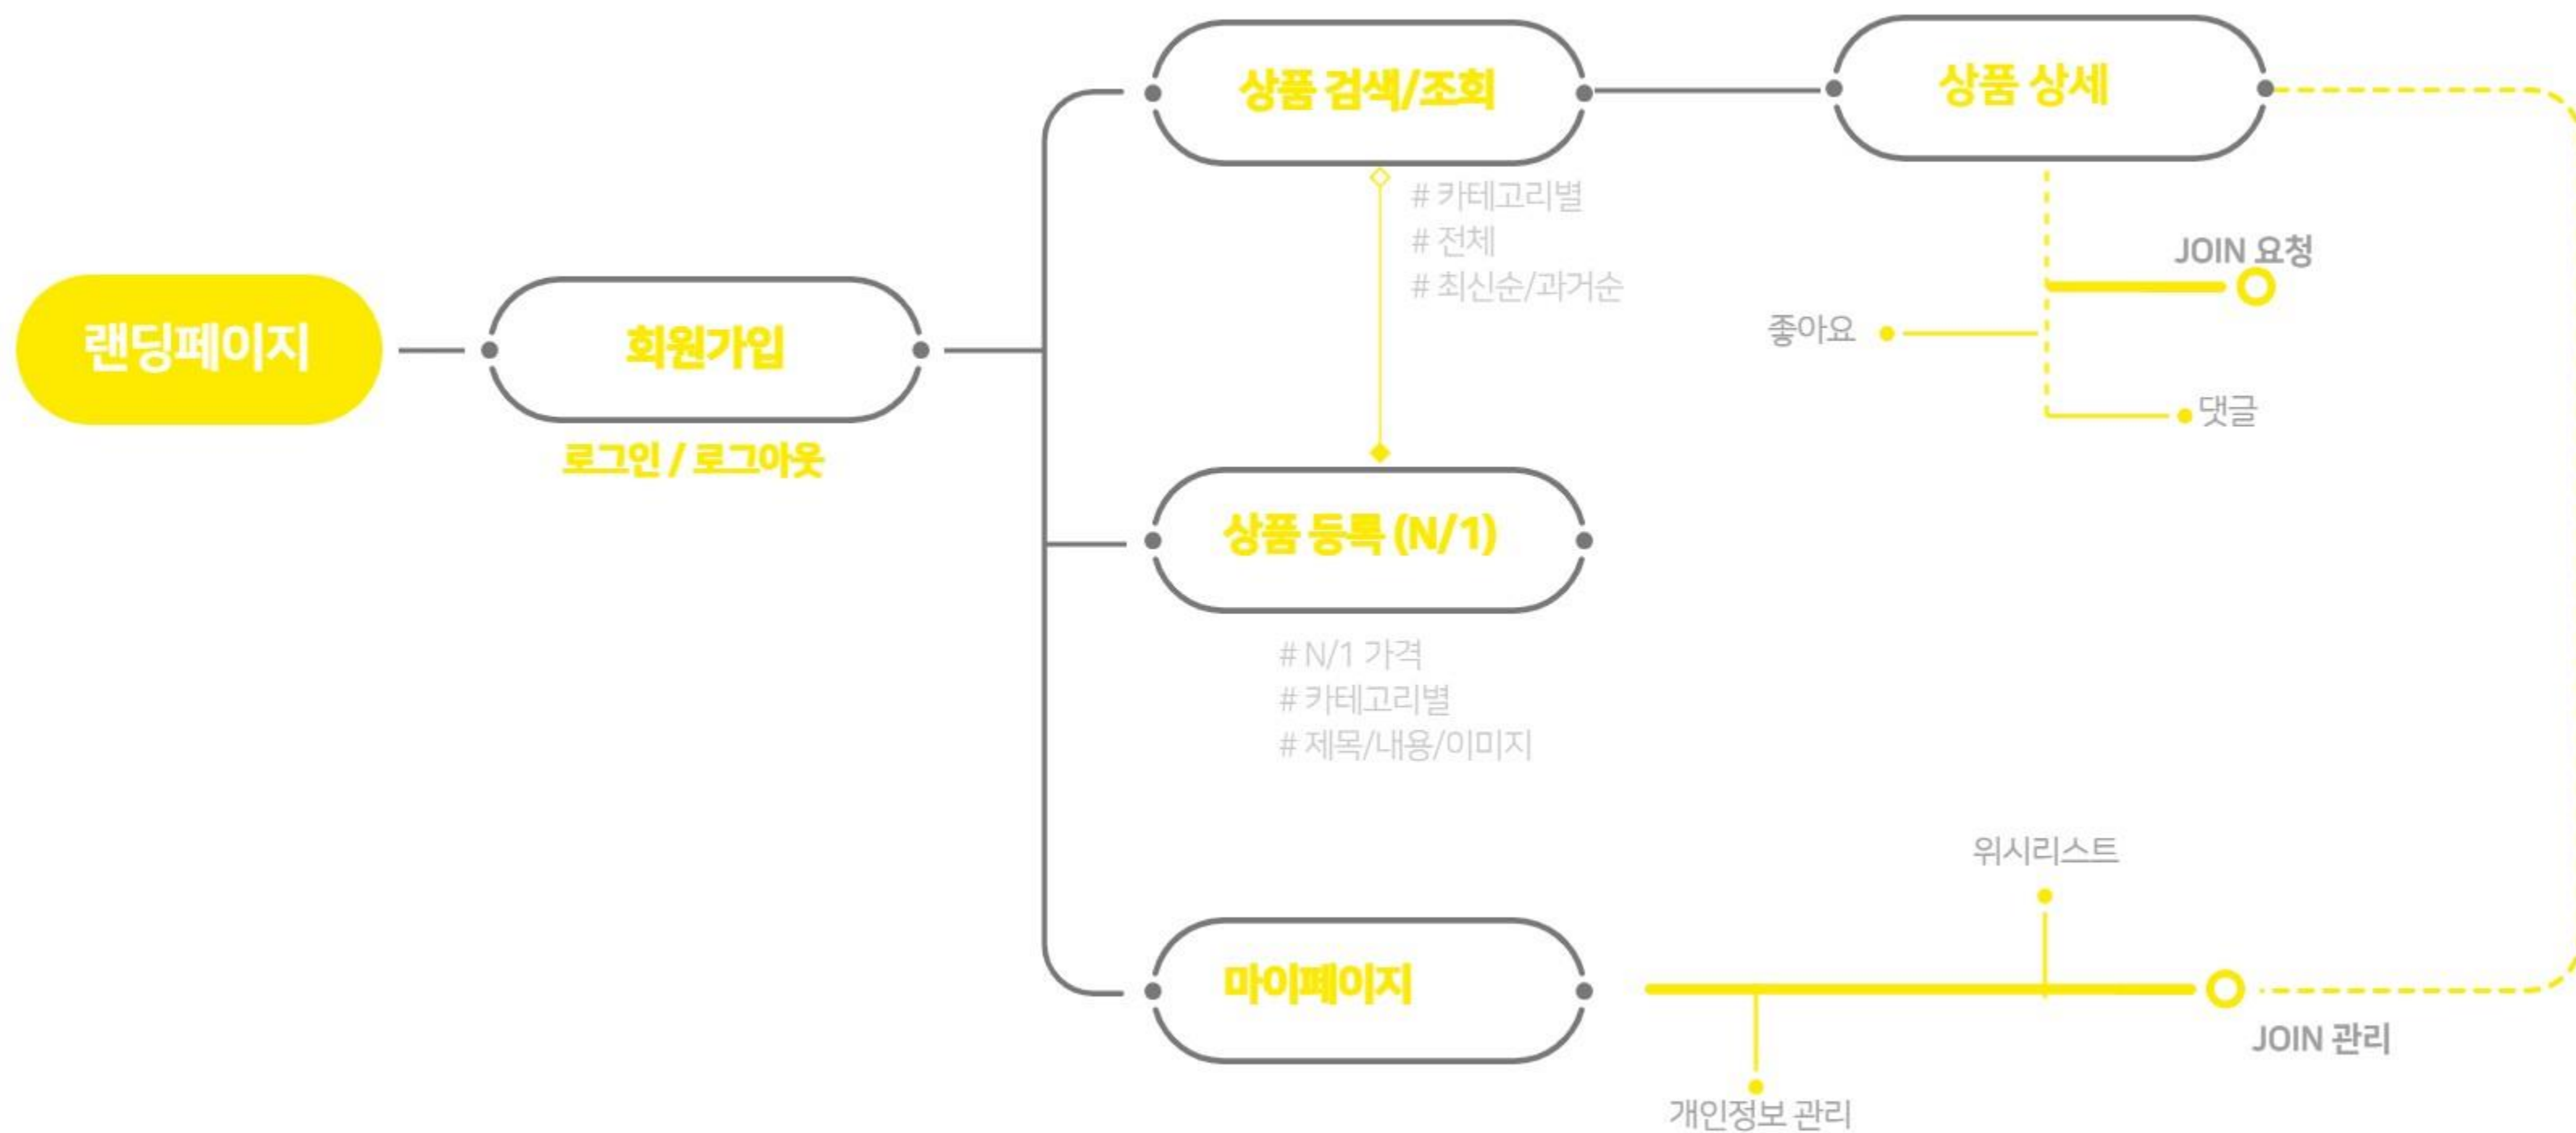 랜딩페이지
회원가입
로그인 / 로그아웃
상품 검색/조회
# 카테고리별
# 전체
# 최신순/과거순
상품 상세
JOIN 요청
좋아요
댓글
상품 등록 (N/1)
# N/1 가격
# 카테고리별
# 제목/내용/이미지
마이페이지
위시리스트
JOIN 관리
개인정보 관리